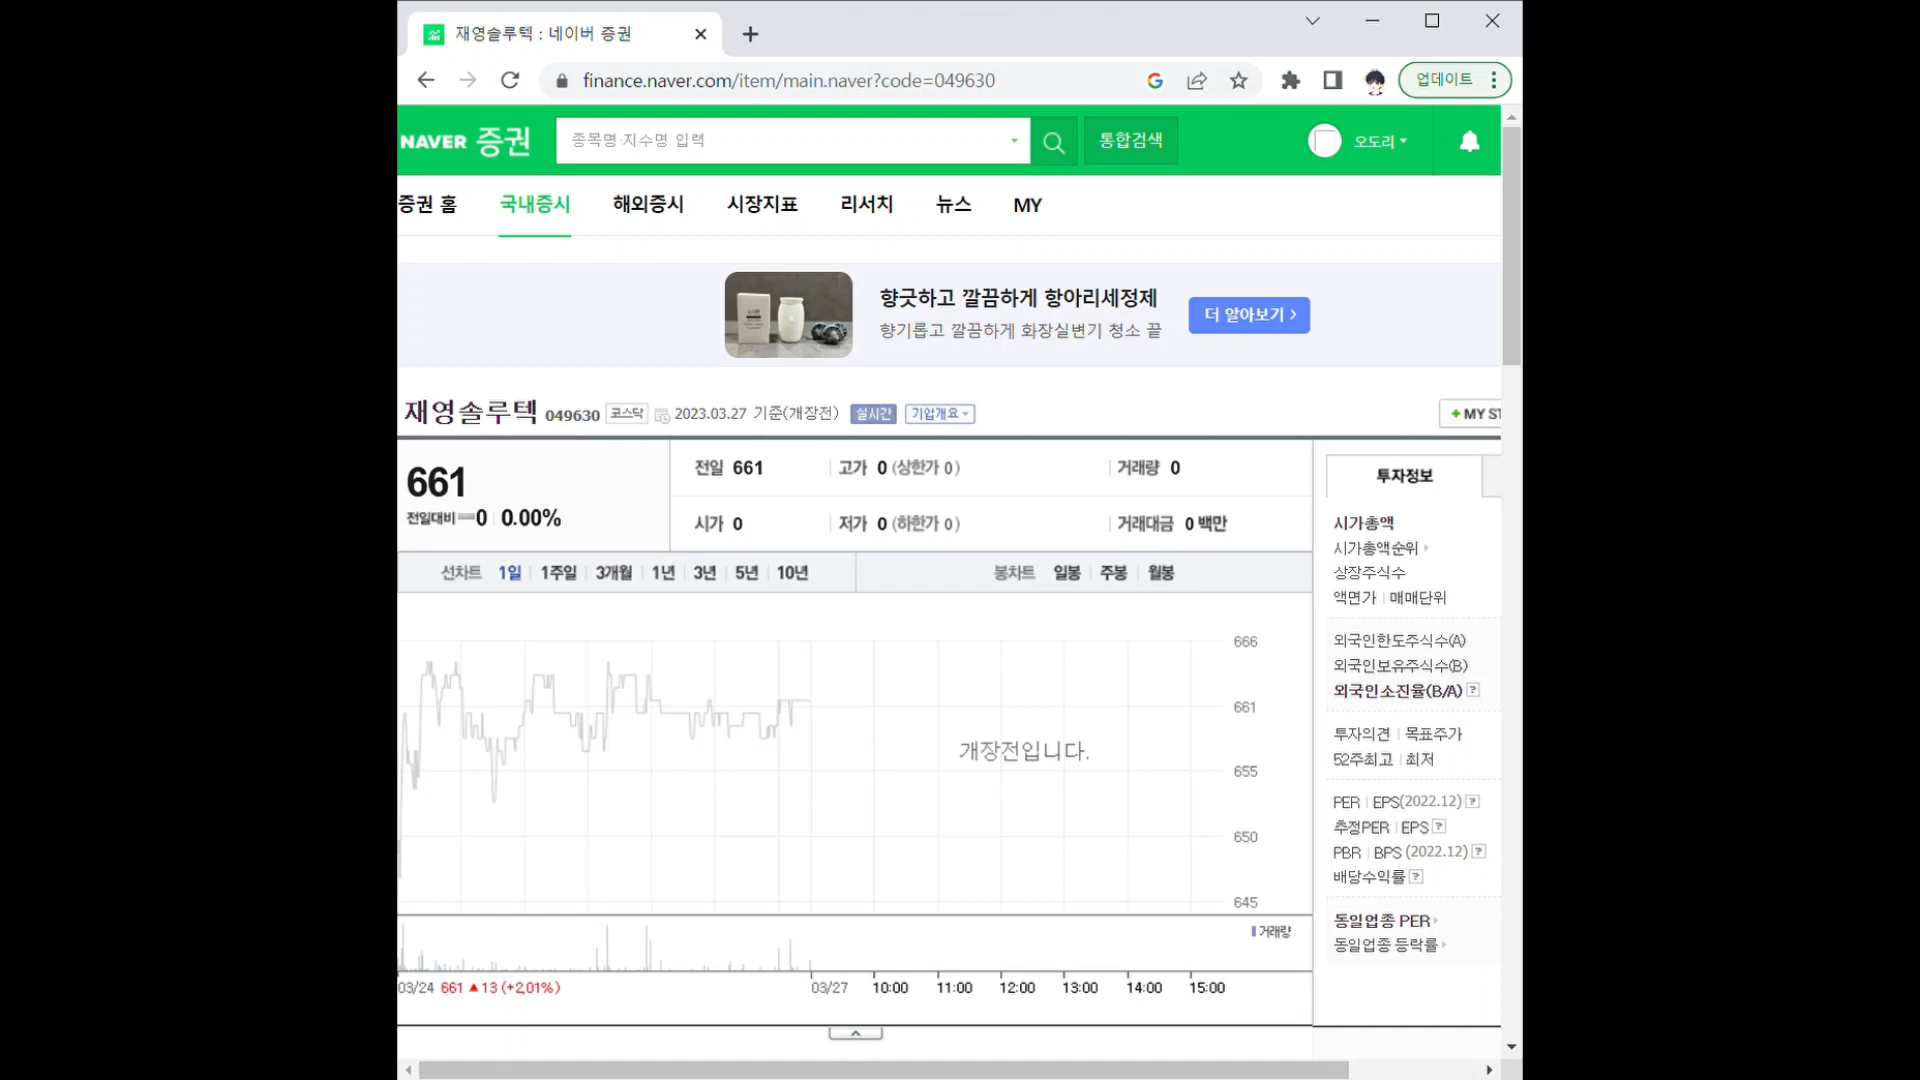 재영솔루텍 : 네이버 증권
finance.naver.com/item/main.naver?code=049630
업데이트
NAVER 증권
종목명·지수명 입력
통합검색
오도리
증권 홈 국내증시 해외증시 시장지표 리서치 뉴스 MY
향긋하고 깔끔하게 항아리세정제
향기롭고 깔끔하게 화장실변기 청소 끝
더 알아보기 >
재영솔루텍 049630 코스닥 2023.03.27 기준(개장전) 실시간 기업개요
+ MY ST
661
전일대비 0 0.00%
전일 661 고가 0 (상한가 0) 거래량 0
시가 0 저가 0 (하한가 0) 거래대금 0 백만
선차트 1일 1주일 3개월 1년 3년 5년 10년
봉차트 일봉 주봉 월봉
666
661
655
650
645
개장전입니다.
거래량
03/24 661 ▲13 (+2.01%)
03/27 10:00 11:00 12:00 13:00 14:00 15:00
투자정보
시가총액
시가총액순위
상장주식수
액면가 매매단위
외국인한도주식수(A)
외국인보유주식수(B)
외국인소진율(B/A) ?
투자의견 목표주가
52주최고 최저
PER EPS(2022.12) ?
추정PER EPS ?
PBR BPS (2022.12) ?
배당수익률 ?
동일업종 PER
동일업종 등락률